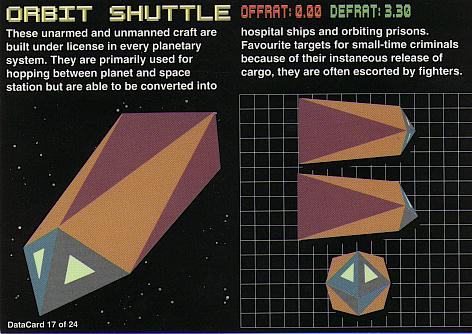 ORBIT SHUTTLE
OFFRAT:0.00 DEFRAT:3.30
These unarmed and unmanned craft are
built under license in every planetary
system. They are primarily used for
hopping between planet and space
station but are able to be converted into
hospital ships and orbiting prisons.
Favourite targets for small-time criminals
because of their instaneous release of
cargo, they are often escorted by fighters.
DataCard 17 of 24